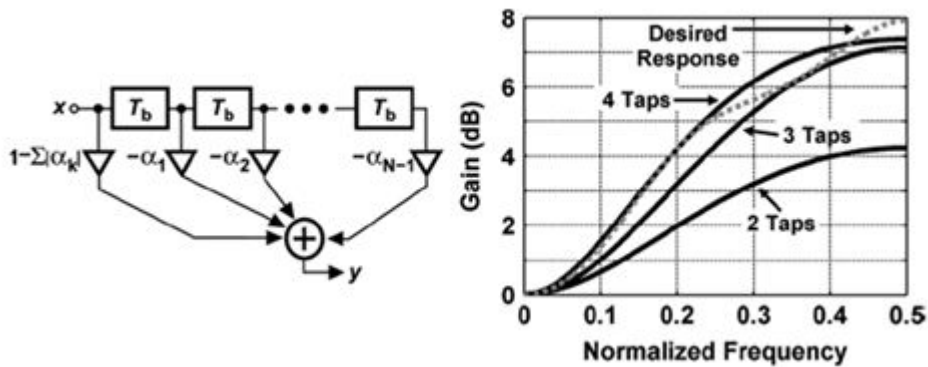 x
T_b
T_b
T_b
1−Σ|α_k|
−α_1
−α_2
−α_{N−1}
+
y
Gain (dB)
8
6
4
2
0
Desired
Response
4 Taps
3 Taps
2 Taps
0
0.1
0.2
0.3
0.4
0.5
Normalized Frequency